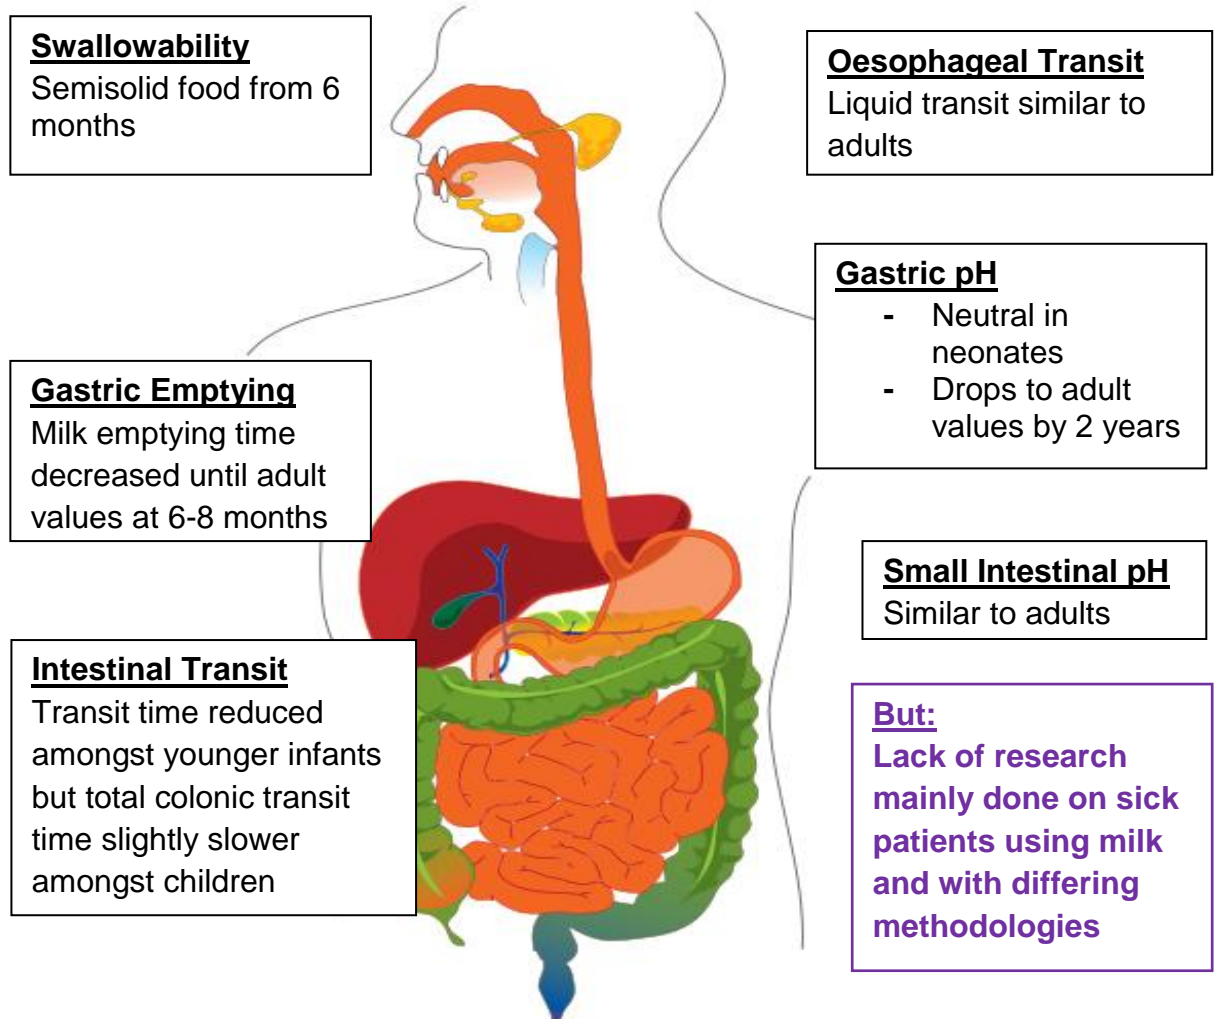 Swallowability
Semisolid food from 6
months
Oesophageal Transit
Liquid transit similar to
adults
Gastric pH
- Neutral in
neonates
- Drops to adult
values by 2 years
Gastric Emptying
Milk emptying time
decreased until adult
values at 6-8 months
Small Intestinal pH
Similar to adults
Intestinal Transit
Transit time reduced
amongst younger infants
but total colonic transit
time slightly slower
amongst children
But:
Lack of research
mainly done on sick
patients using milk
and with differing
methodologies